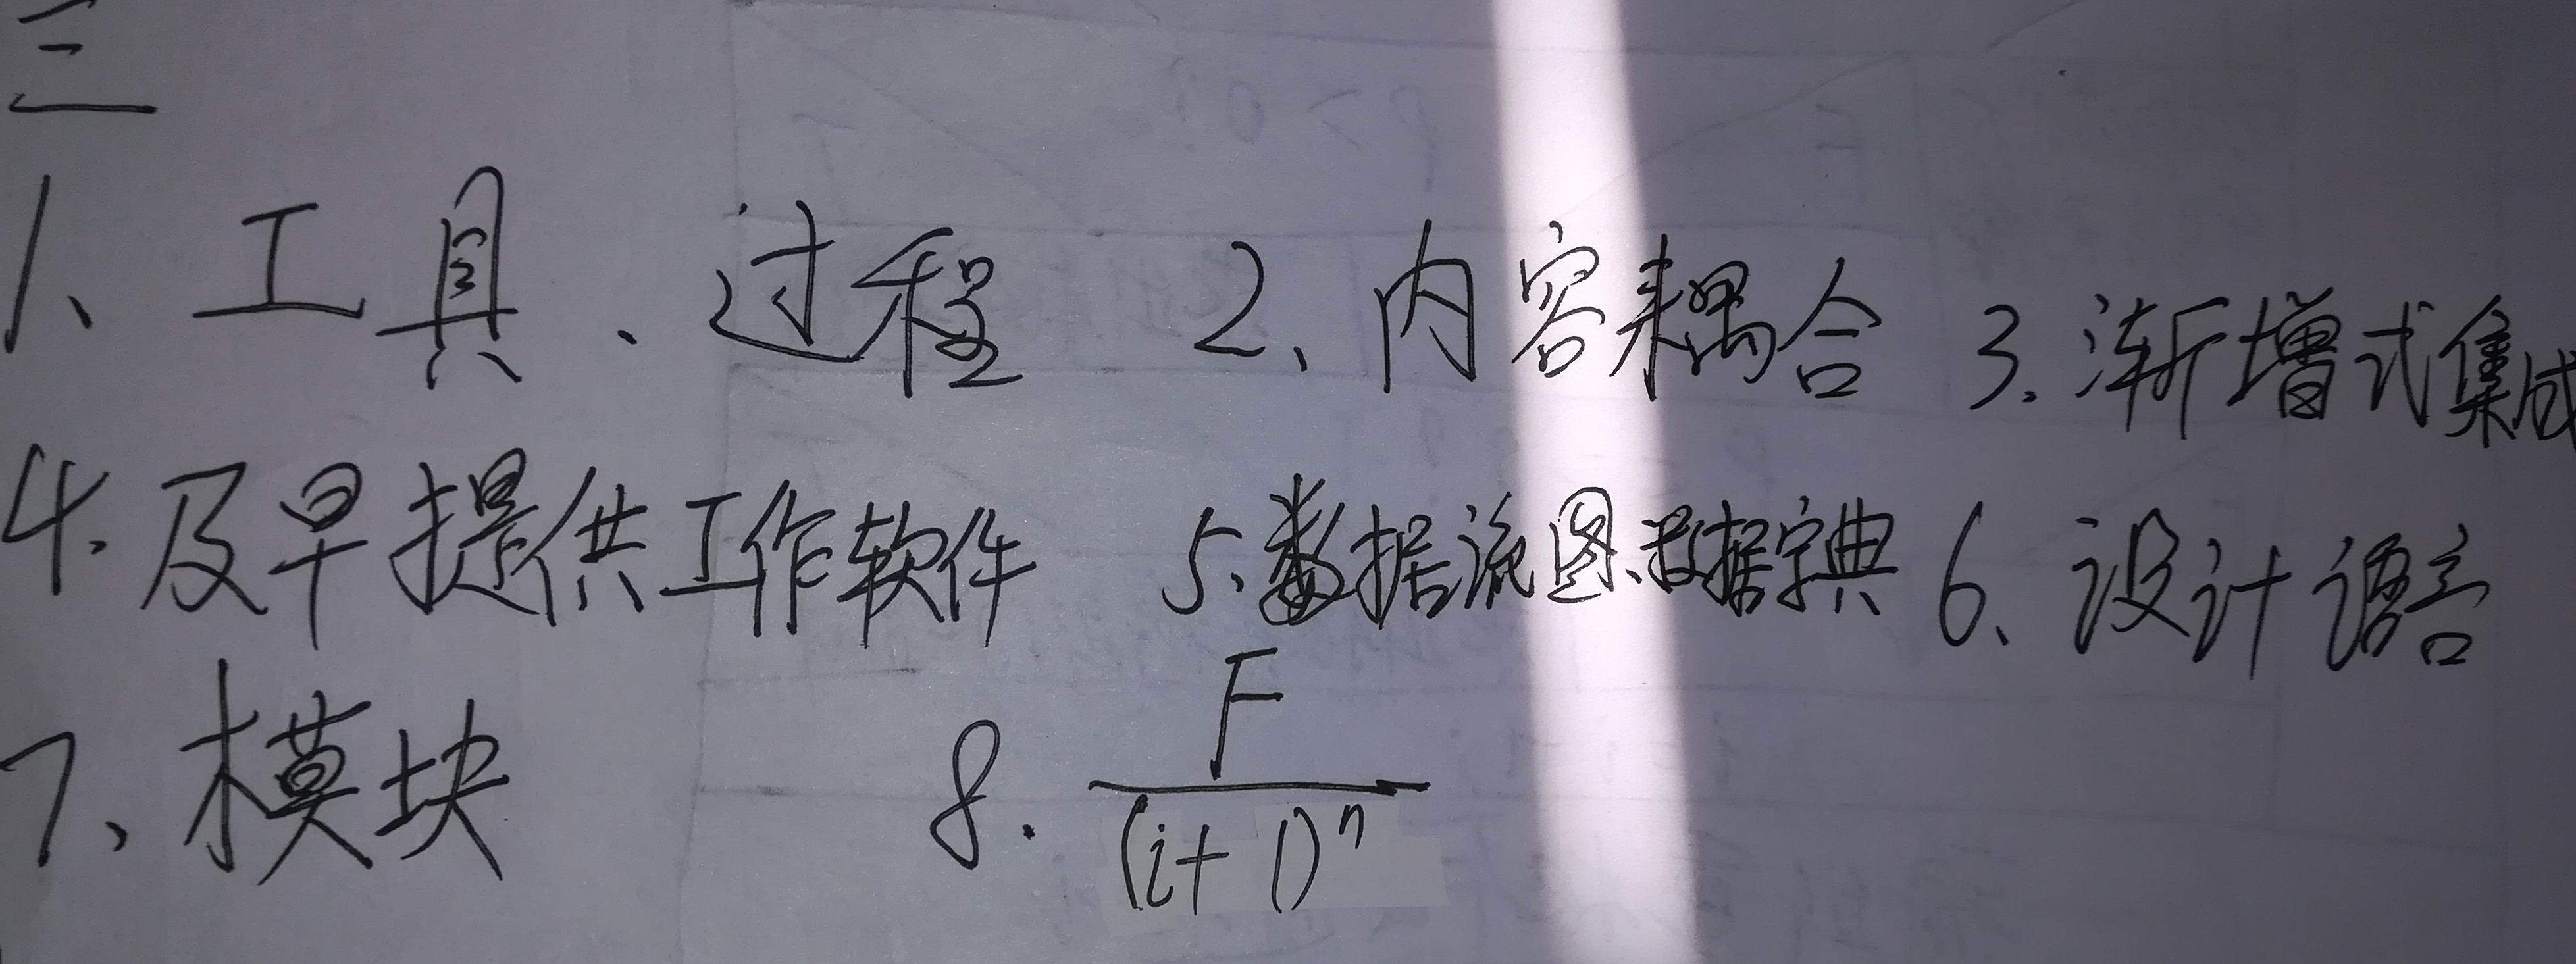 三
1、工具、过程 2、内容耦合 3.渐增式集成
4.及早提供工作软件 5.数据流图、数据字典 6、设计语言
7、模块 8. F/(i+1)^n